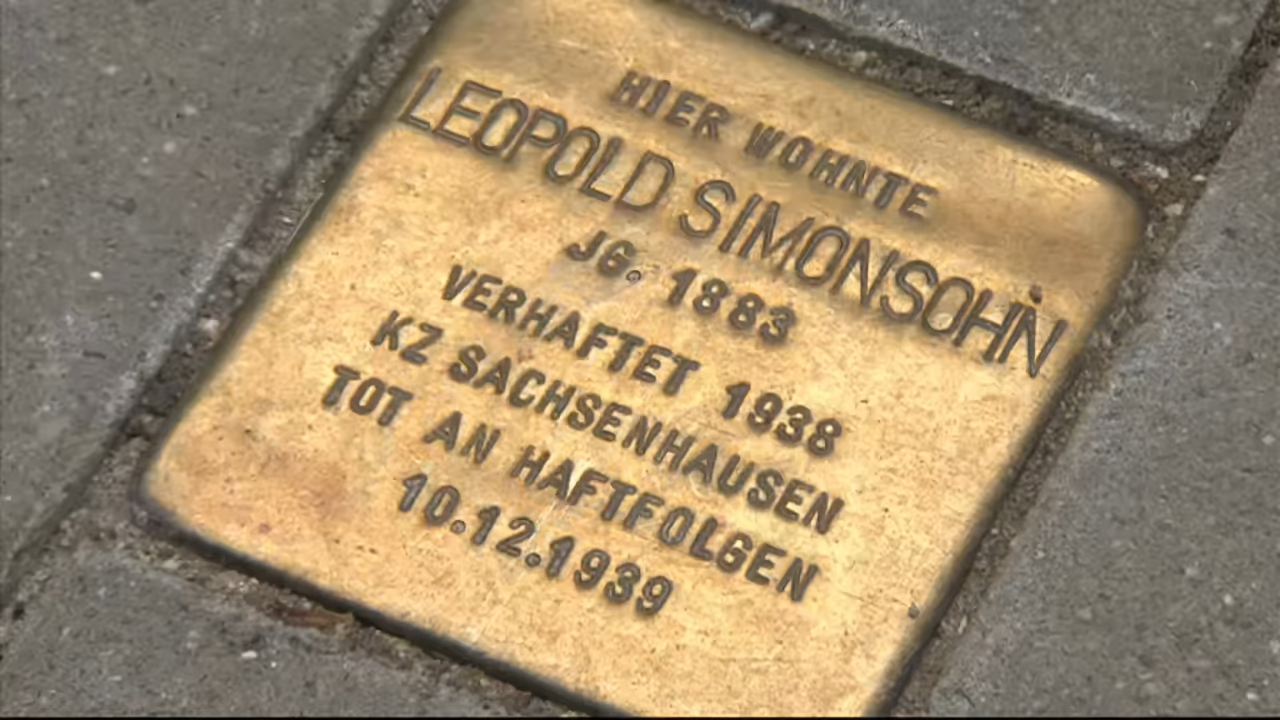 HIER WOHNTE
LEOPOLD SIMONSOHN
JG. 1883
VERHAFTET 1938
KZ SACHSENHAUSEN
TOT AN HAFTFOLGEN
10.12.1939